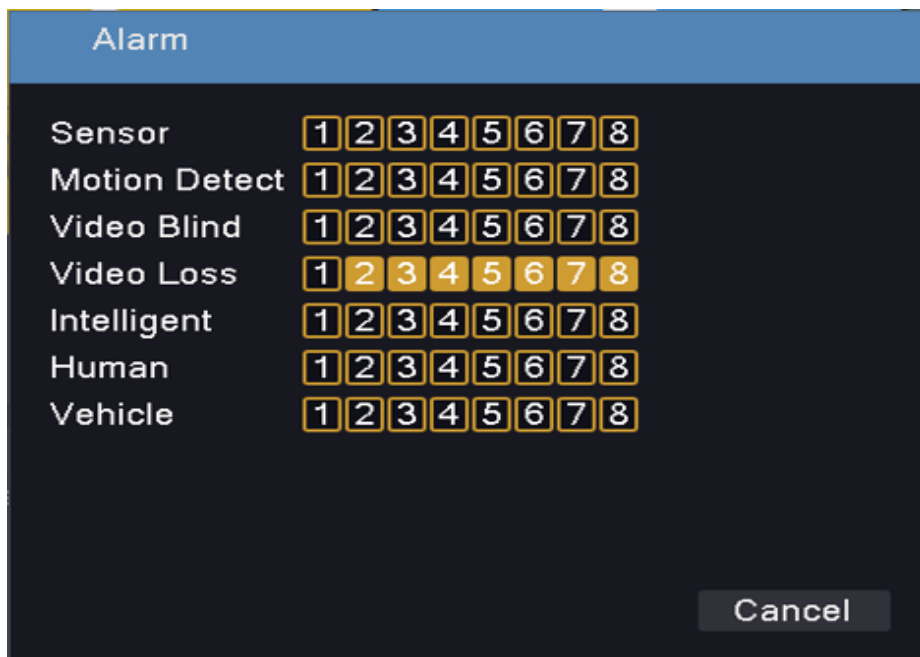 Alarm
Sensor 1 2 3 4 5 6 7 8
Motion Detect 1 2 3 4 5 6 7 8
Video Blind 1 2 3 4 5 6 7 8
Video Loss 1 2 3 4 5 6 7 8
Intelligent 1 2 3 4 5 6 7 8
Human 1 2 3 4 5 6 7 8
Vehicle 1 2 3 4 5 6 7 8
Cancel